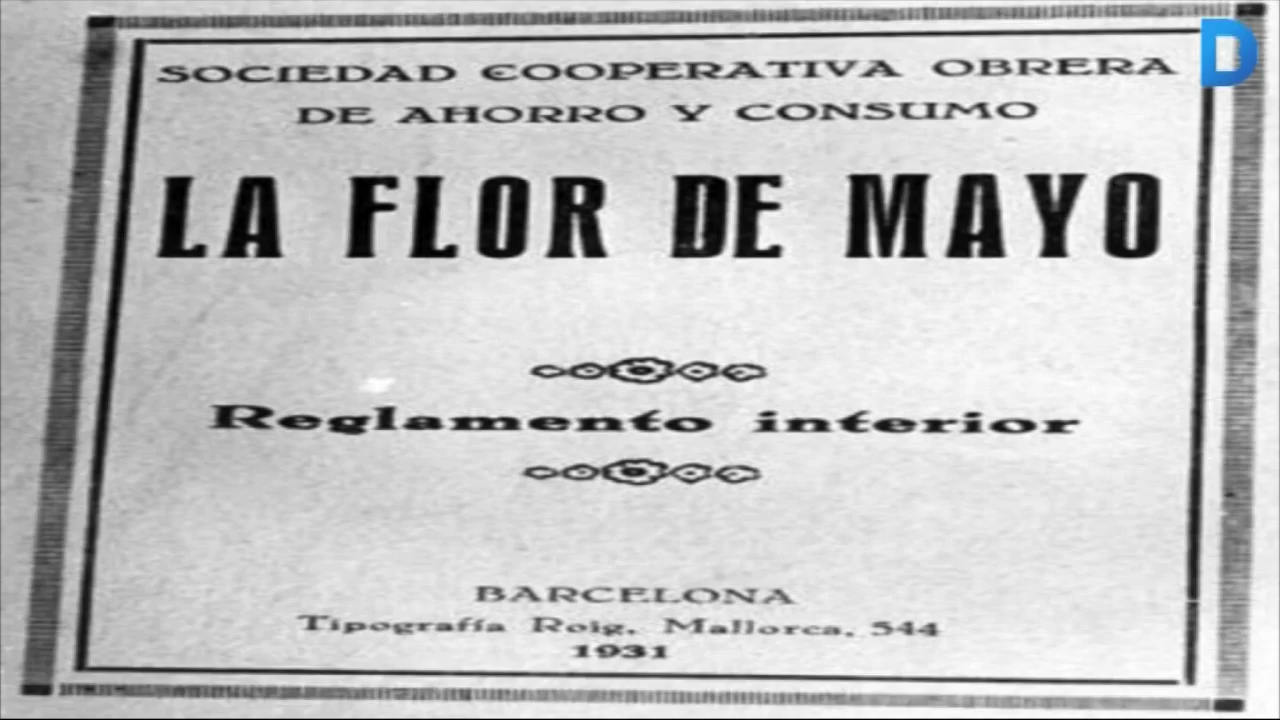 SOCIEDAD COOPERATIVA OBRERA
DE AHORRO Y CONSUMO
LA FLOR DE MAYO
Reglamento interior
BARCELONA
Tipografía Roig. Mallorca, 544
1931